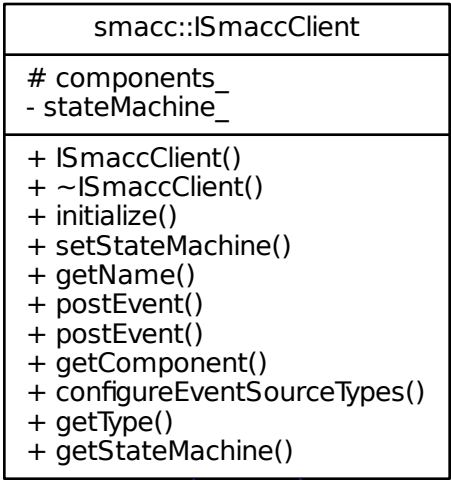 smacc::ISmaccClient
# components_
- stateMachine_
+ ISmaccClient()
+ ~ISmaccClient()
+ initialize()
+ setStateMachine()
+ getName()
+ postEvent()
+ postEvent()
+ getComponent()
+ configureEventSourceTypes()
+ getType()
+ getStateMachine()